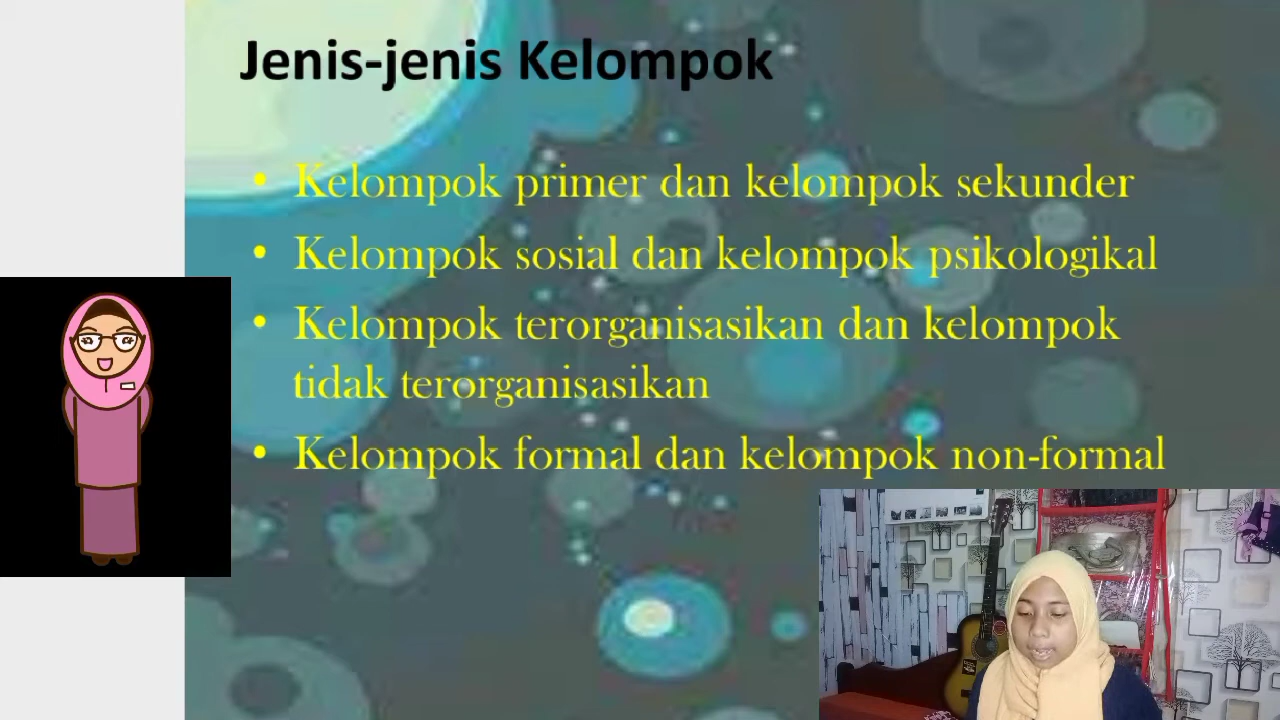 Jenis-jenis Kelompok
• Kelompok primer dan kelompok sekunder
• Kelompok sosial dan kelompok psikologikal
• Kelompok terorganisasikan dan kelompok
tidak terorganisasikan
• Kelompok formal dan kelompok non-formal